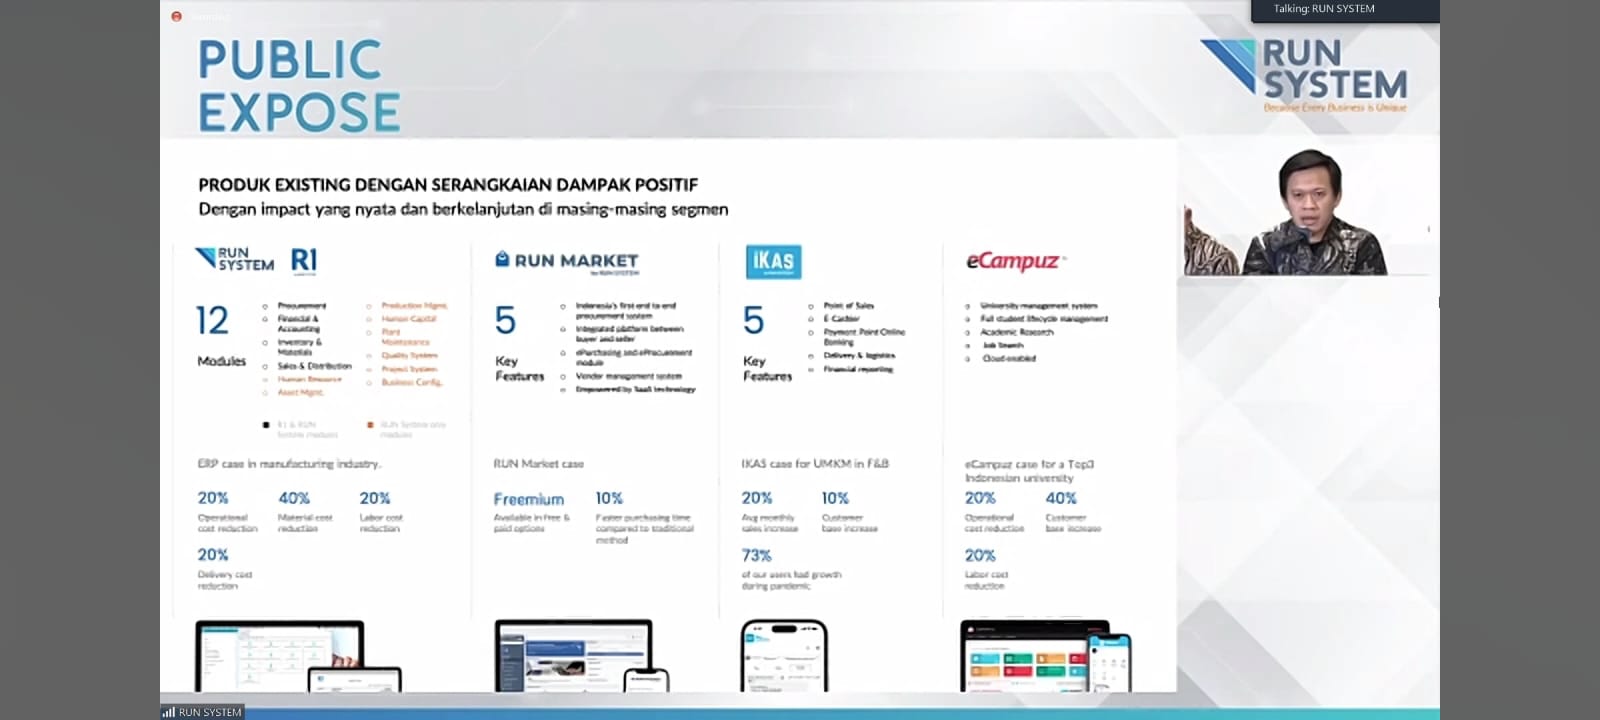 Talking: RUN SYSTEM
PUBLIC
EXPOSE
RUN
SYSTEM
Because Every Business is Unique
PRODUK EXISTING DENGAN SERANGKAIAN DAMPAK POSITIF
Dengan impact yang nyata dan berkelanjutan di masing-masing segmen
RUN
SYSTEM
R1
12
Modules
Procurement
Financial &
Accounting
Inventory &
Materials
Sales & Distribution
Human Resource
Asset Mgmt.
Production Mgmt.
Human Capital
Plant
Maintenance
Quality System
Project System
Business Config.
R1 & RUN
System modules
RUN System only
modules
ERP case in manufacturing industry.
20%
Operational
cost reduction
40%
Material cost
reduction
20%
Labor cost
reduction
20%
Delivery cost
reduction
RUN MARKET
by RUN SYSTEM
5
Key
Features
Indonesia's first end to end
procurement system
Integrated platform between
buyer and seller
ePurchasing and eProcurement
module
Vendor management system
Empowered by SaaS technology
RUN Market case
Freemium
Available in free &
paid options
10%
Faster purchasing time
compared to traditional
method
iKAS
5
Key
Features
Point of Sales
E-Cashier
Payment Point Online
Banking
Delivery & logistics
Financial reporting
IKAS case for UMKM in F&B
20%
Avg monthly
sales increase
10%
Customer
base increase
73%
of our users had growth
during pandemic
eCampuz
University management system
Full student lifecycle management
Academic Research
Job Search
Cloud-enabled
eCampuz case for a Top3
Indonesian university
20%
Operational
cost reduction
40%
Customer
base increase
20%
Labor cost
reduction
RUN SYSTEM